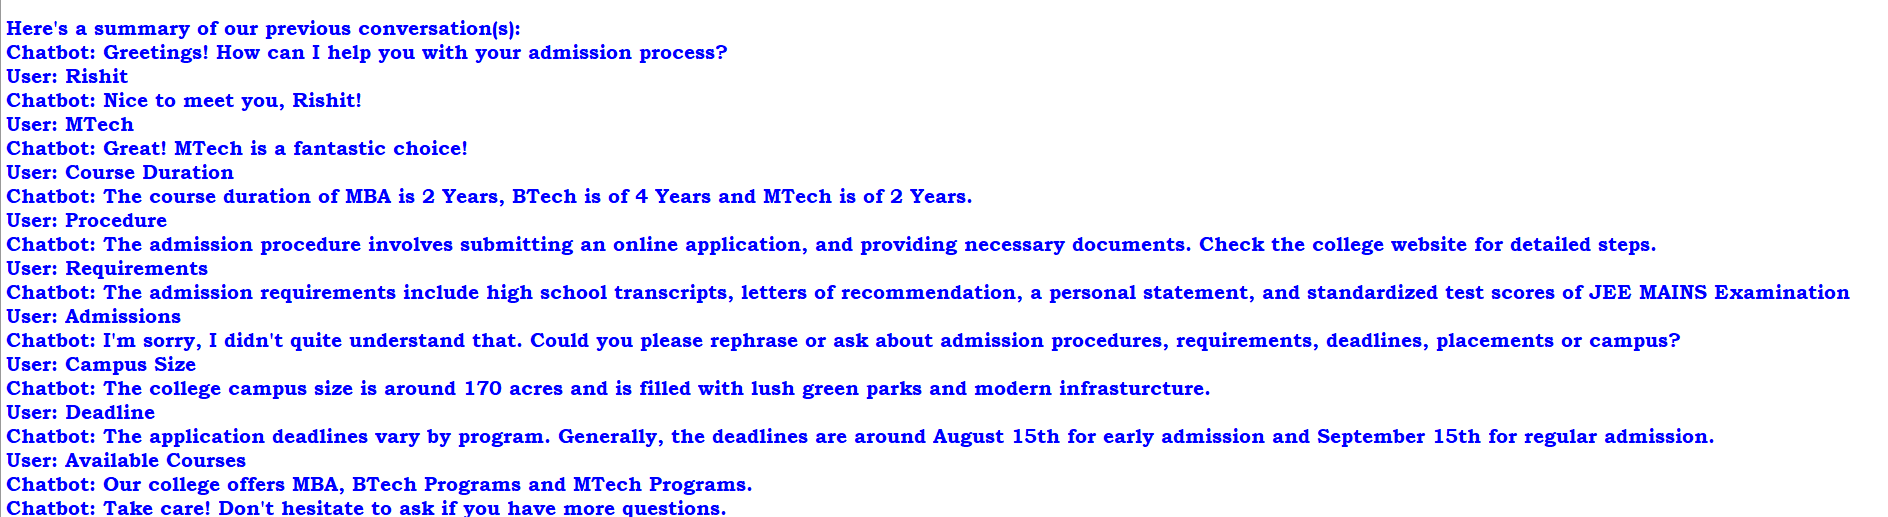 Here's a summary of our previous conversation(s):
Chatbot: Greetings! How can I help you with your admission process?
User: Rishit
Chatbot: Nice to meet you, Rishit!
User: MTech
Chatbot: Great! MTech is a fantastic choice!
User: Course Duration
Chatbot: The course duration of MBA is 2 Years, BTech is of 4 Years and MTech is of 2 Years.
User: Procedure
Chatbot: The admission procedure involves submitting an online application, and providing necessary documents. Check the college website for detailed steps.
User: Requirements
Chatbot: The admission requirements include high school transcripts, letters of recommendation, a personal statement, and standardized test scores of JEE MAINS Examination
User: Admissions
Chatbot: I'm sorry, I didn't quite understand that. Could you please rephrase or ask about admission procedures, requirements, deadlines, placements or campus?
User: Campus Size
Chatbot: The college campus size is around 170 acres and is filled with lush green parks and modern infrasturcture.
User: Deadline
Chatbot: The application deadlines vary by program. Generally, the deadlines are around August 15th for early admission and September 15th for regular admission.
User: Available Courses
Chatbot: Our college offers MBA, BTech Programs and MTech Programs.
Chatbot: Take care! Don't hesitate to ask if you have more questions.